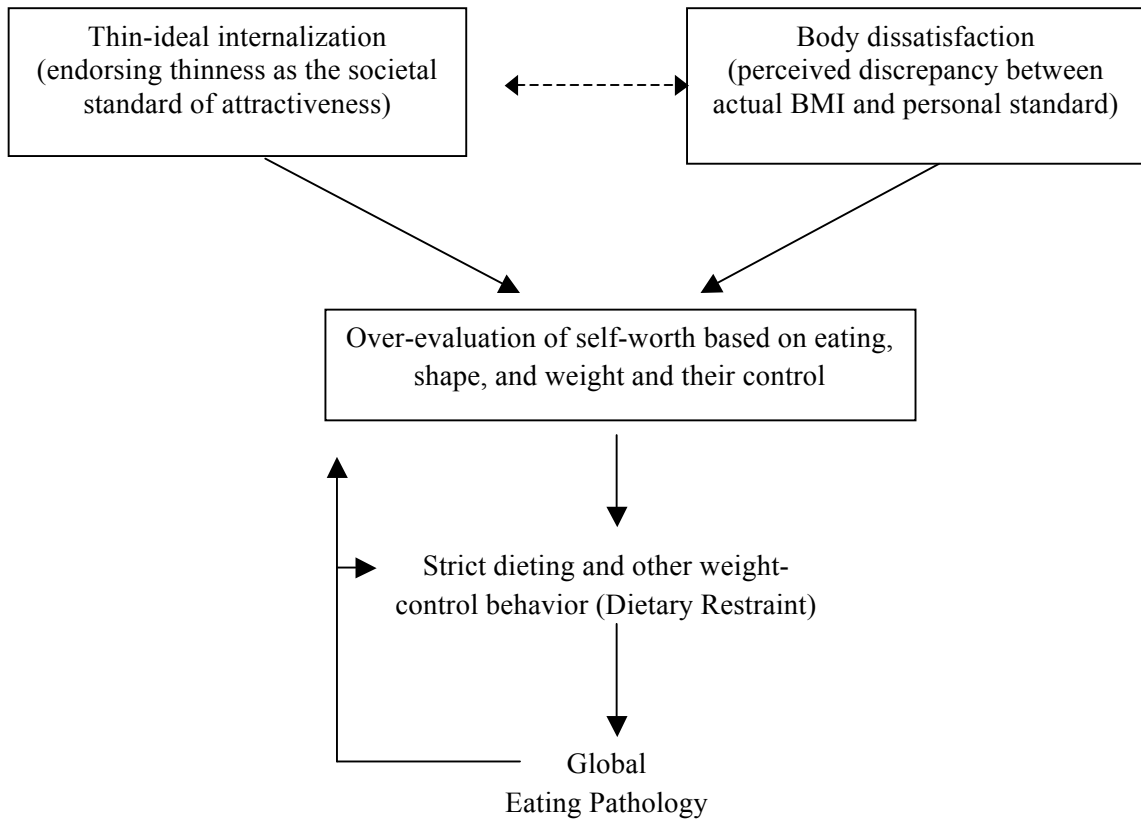 Thin-ideal internalization
(endorsing thinness as the societal
standard of attractiveness)
Body dissatisfaction
(perceived discrepancy between
actual BMI and personal standard)
Over-evaluation of self-worth based on eating,
shape, and weight and their control
Strict dieting and other weight-
control behavior (Dietary Restraint)
Global
Eating Pathology